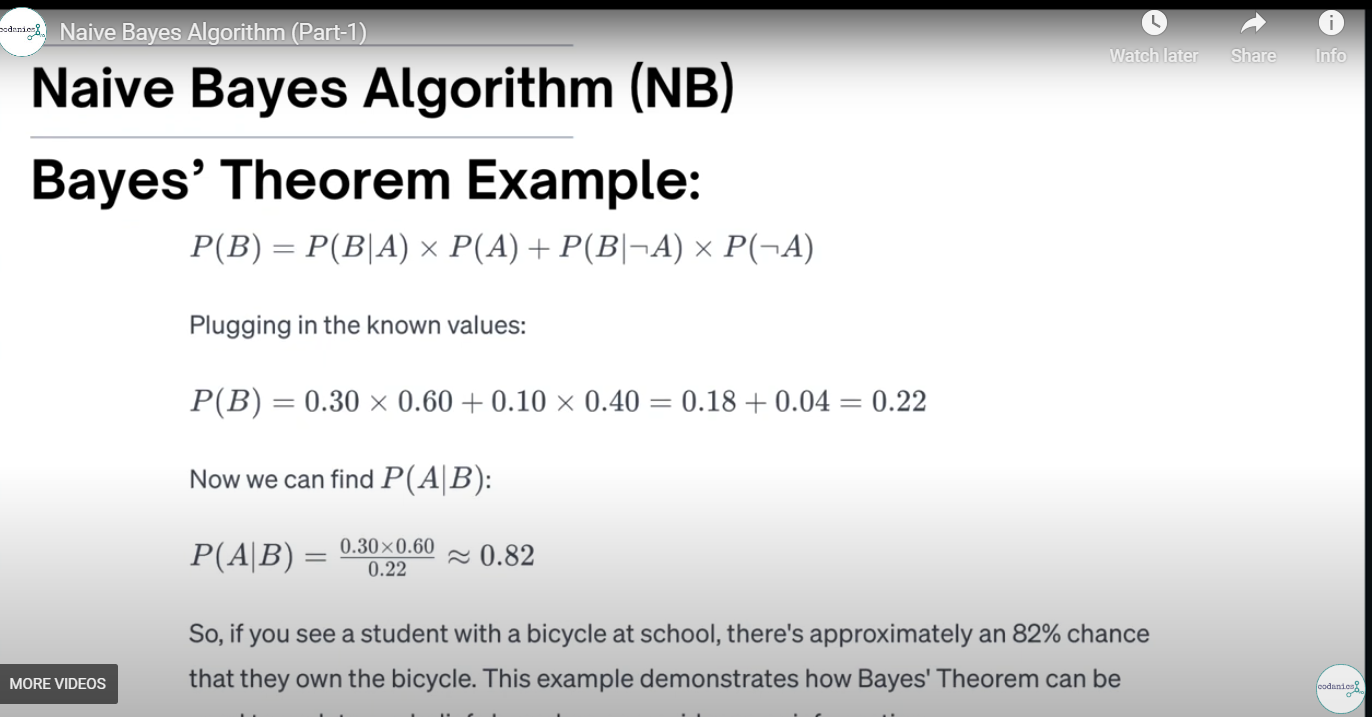 codanics
Naive Bayes Algorithm (Part-1)
Watch later
Share
Info
Naive Bayes Algorithm (NB)
Bayes’ Theorem Example:
P(B) = P(B|A) × P(A) + P(B|¬A) × P(¬A)
Plugging in the known values:
P(B) = 0.30 × 0.60 + 0.10 × 0.40 = 0.18 + 0.04 = 0.22
Now we can find P(A|B):
P(A|B) = 0.30×0.60 / 0.22 ≈ 0.82
So, if you see a student with a bicycle at school, there's approximately an 82% chance
that they own the bicycle. This example demonstrates how Bayes' Theorem can be
MORE VIDEOS
codanics